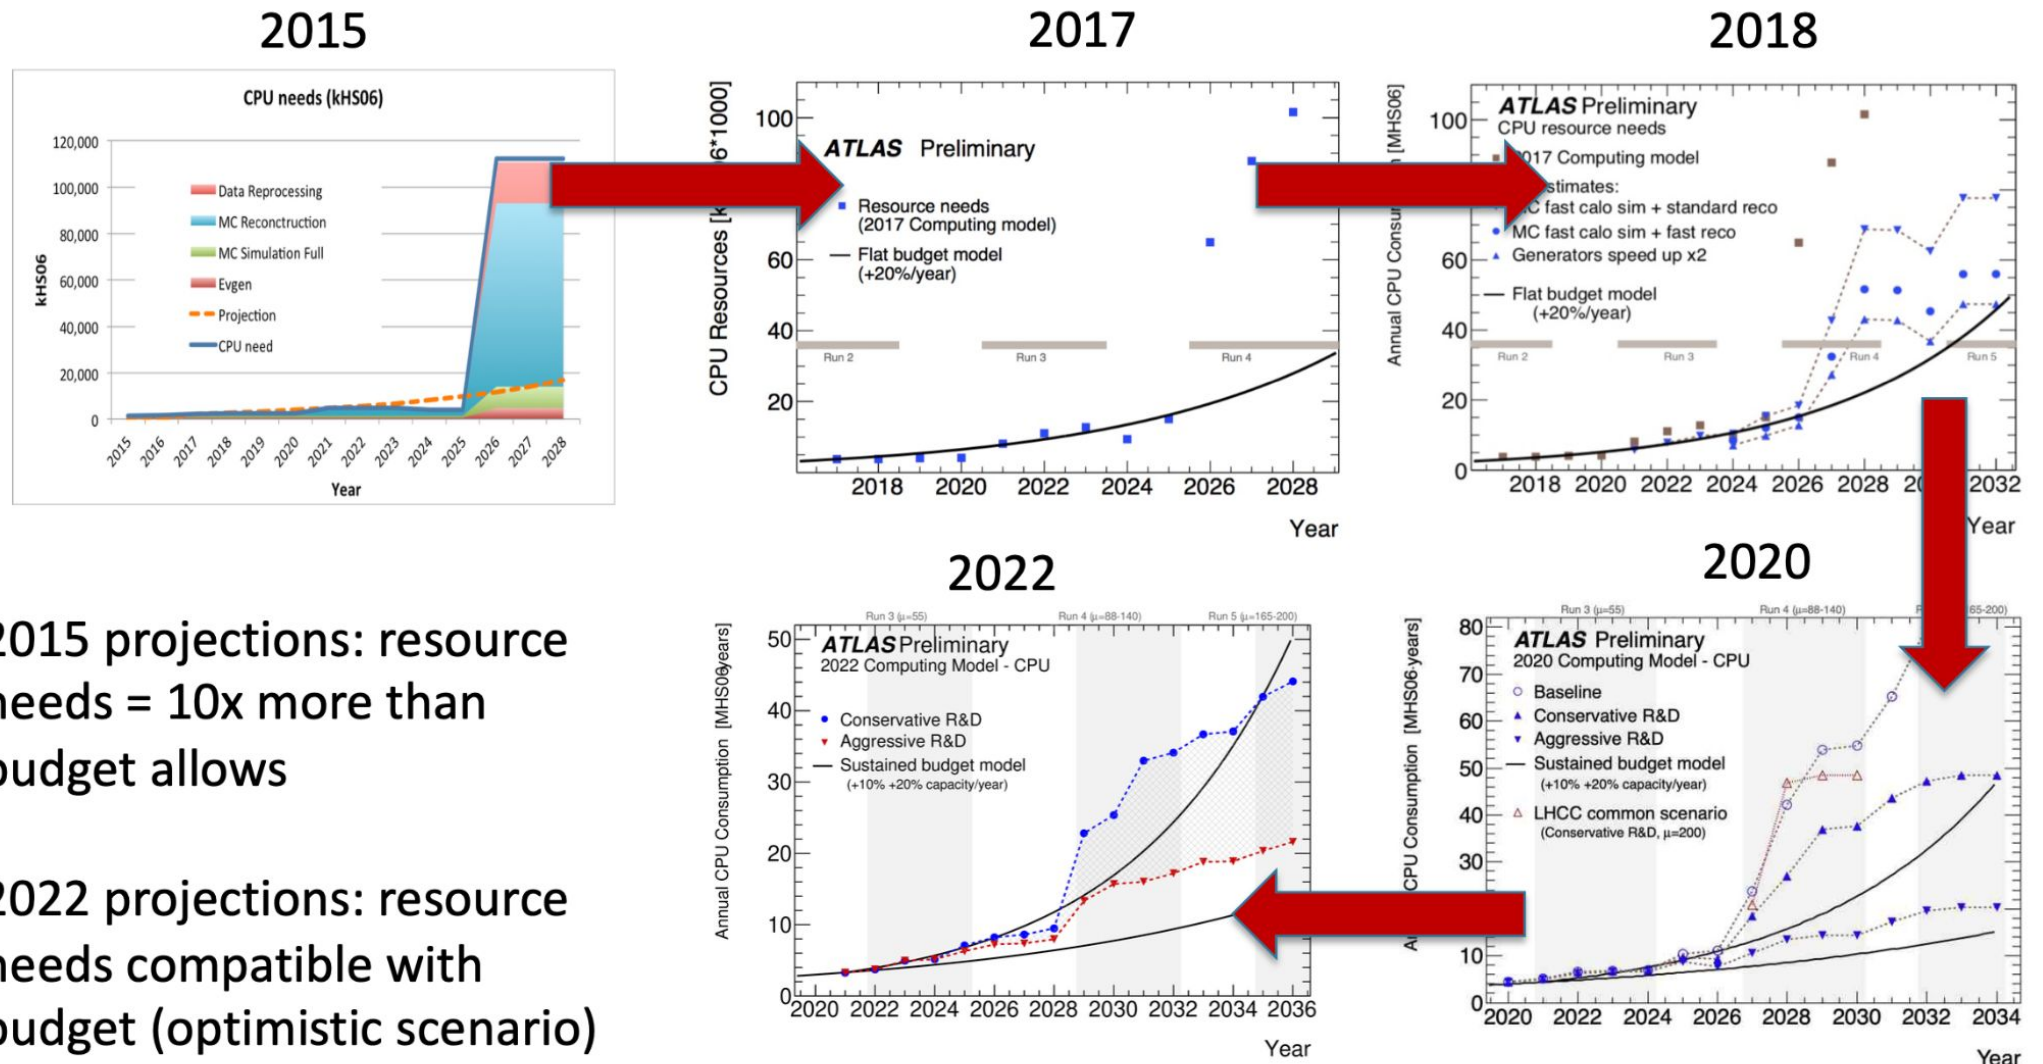 2015
CPU needs (kHS06)
120,000
100,000
80,000
60,000
40,000
20,000
0
kHS06
Data Reprocessing
MC Reconctruction
MC Simulation Full
Evgen
Projection
CPU need
2015 2016 2017 2018 2019 2020 2021 2022 2023 2024 2025 2026 2027 2028
Year
2017
CPU Resources
100
60
40
20
ATLAS Preliminary
Resource needs
(2017 Computing model)
Flat budget model
(+20%/year)
Run 2 Run 3 Run 4
2018 2020 2022 2024 2026 2028
Year
2018
Annual CPU [MHS06]
100
60
40
20
0
ATLAS Preliminary
CPU resource needs
2017 Computing model
stimates:
fast calo sim + standard reco
MC fast calo sim + fast reco
Generators speed up x2
Flat budget model
(+20%/year)
Run 2 Run 3 Run 4 Run 5
2018 2020 2022 2024 2026 2028 2032
Year
2015 projections: resource
needs = 10x more than
budget allows
2022 projections: resource
needs compatible with
budget (optimistic scenario)
2022
Run 3 (μ=55) Run 4 (μ=88-140) Run 5 (μ=165-200)
Annual CPU Consumption [MHS06-years]
50
40
30
20
10
0
ATLAS Preliminary
2022 Computing Model - CPU
Conservative R&D
Aggressive R&D
Sustained budget model
(+10% +20% capacity/year)
2020 2022 2024 2026 2028 2030 2032 2034 2036
Year
2020
Run 3 (μ=55) Run 4 (μ=88-140) 65-200)
CPU Consumption [MHS06-years]
80
70
60
50
40
30
10
0
ATLAS Preliminary
2020 Computing Model - CPU
Baseline
Conservative R&D
Aggressive R&D
Sustained budget model
(+10% +20% capacity/year)
LHCC common scenario
(Conservative R&D, μ=200)
2020 2022 2024 2026 2028 2030 2032 2034
Year